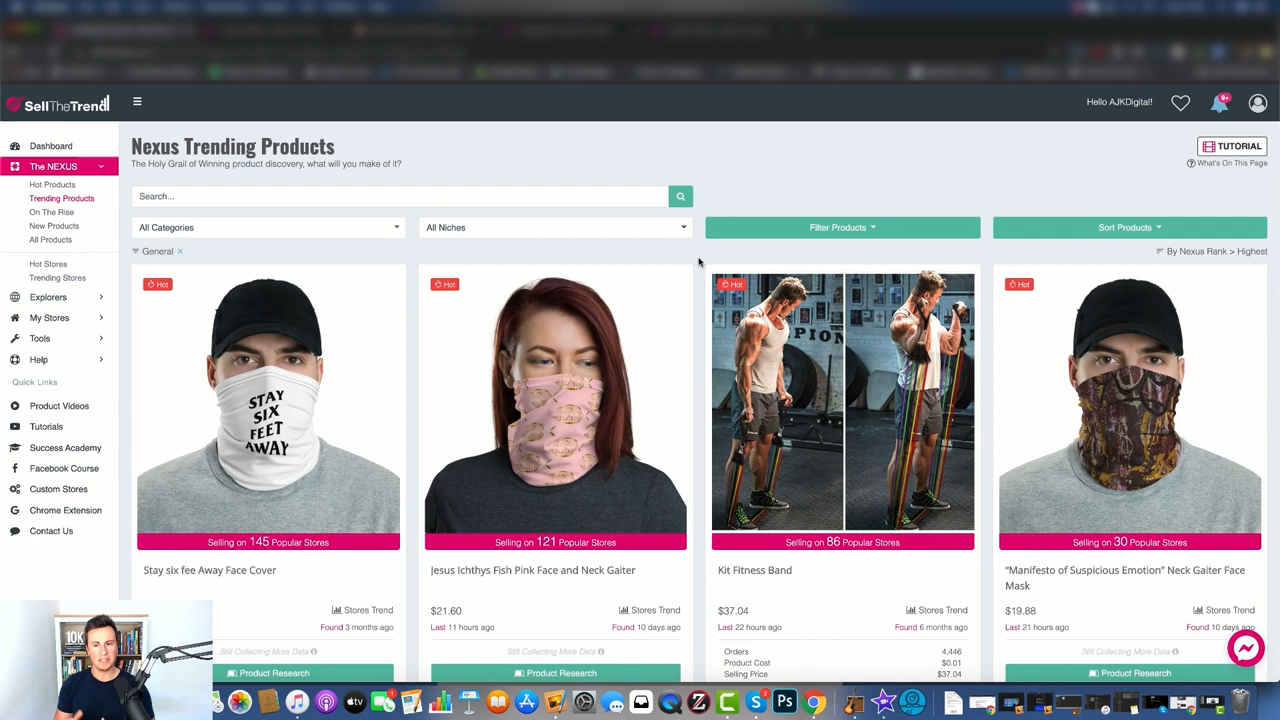 SellTheTrend
Hello AJKDigital!
9+
Dashboard
The NEXUS
Hot Products
Trending Products
On The Rise
New Products
All Products
Hot Stores
Trending Stores
Explorers
My Stores
Tools
Help
Quick Links
Product Videos
Tutorials
Success Academy
Facebook Course
Custom Stores
Chrome Extension
Contact Us
Nexus Trending Products
The Holy Grail of Winning product discovery, what will you make of it?
TUTORIAL
What's On This Page
Search...
All Categories
All Niches
Filter Products
Sort Products
General ×
By Nexus Rank > Highest
Hot
STAY
SIX
FEET
AWAY
Selling on 145 Popular Stores
Stay six fee Away Face Cover
Stores Trend
Found 3 months ago
Still Collecting More Data
Product Research
Hot
Selling on 121 Popular Stores
Jesus Ichthys Fish Pink Face and Neck Gaiter
$21.60
Stores Trend
Last 11 hours ago
Found 10 days ago
Still Collecting More Data
Product Research
Hot
Selling on 86 Popular Stores
Kit Fitness Band
$37.04
Stores Trend
Last 22 hours ago
Found 6 months ago
Orders 4,446
Product Cost $0.01
Selling Price $37.04
Hot
Selling on 30 Popular Stores
“Manifesto of Suspicious Emotion” Neck Gaiter Face
Mask
$19.88
Stores Trend
Last 21 hours ago
Found 10 days ago
Still Collecting More Data
Product Research
10K
tv
1
2
Ps